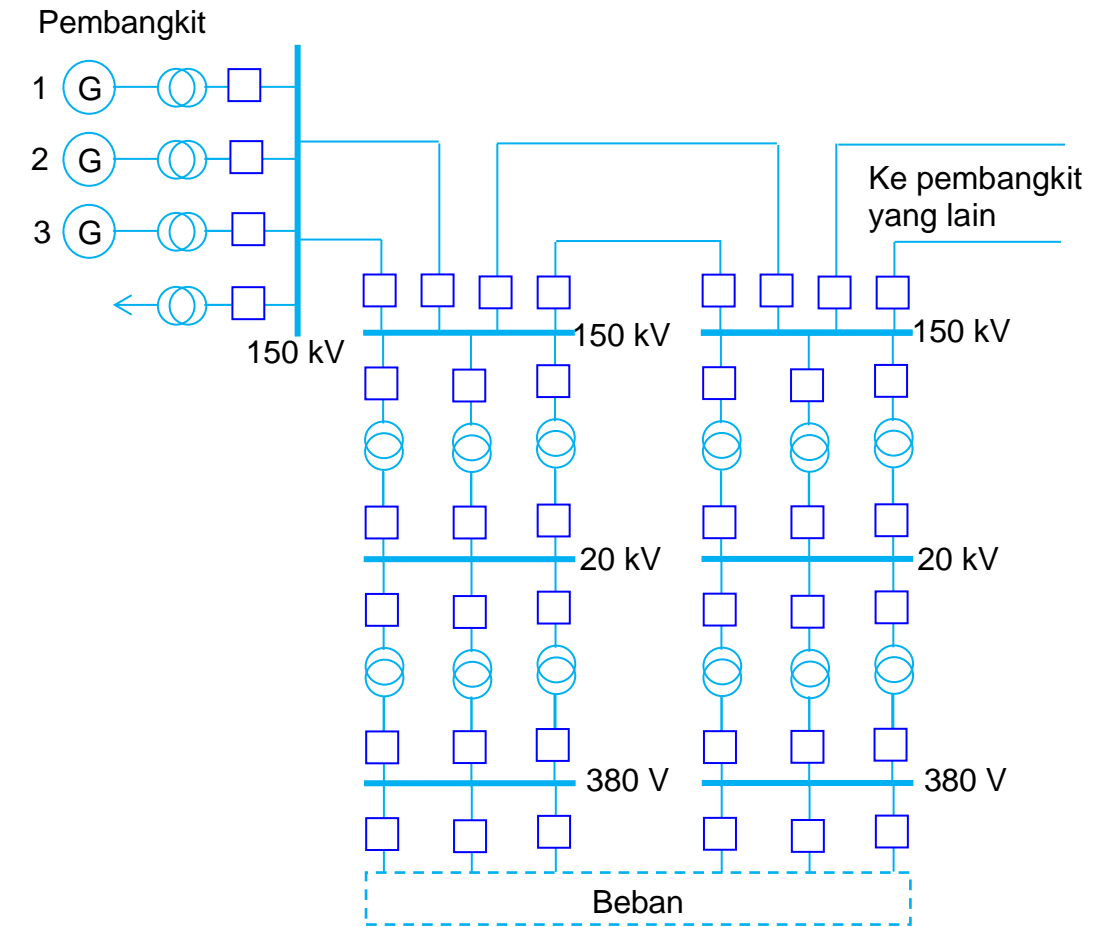 Pembangkit
1 G
2 G
3 G
Ke pembangkit
yang lain
150 kV
150 kV
150 kV
20 kV
20 kV
380 V
380 V
Beban